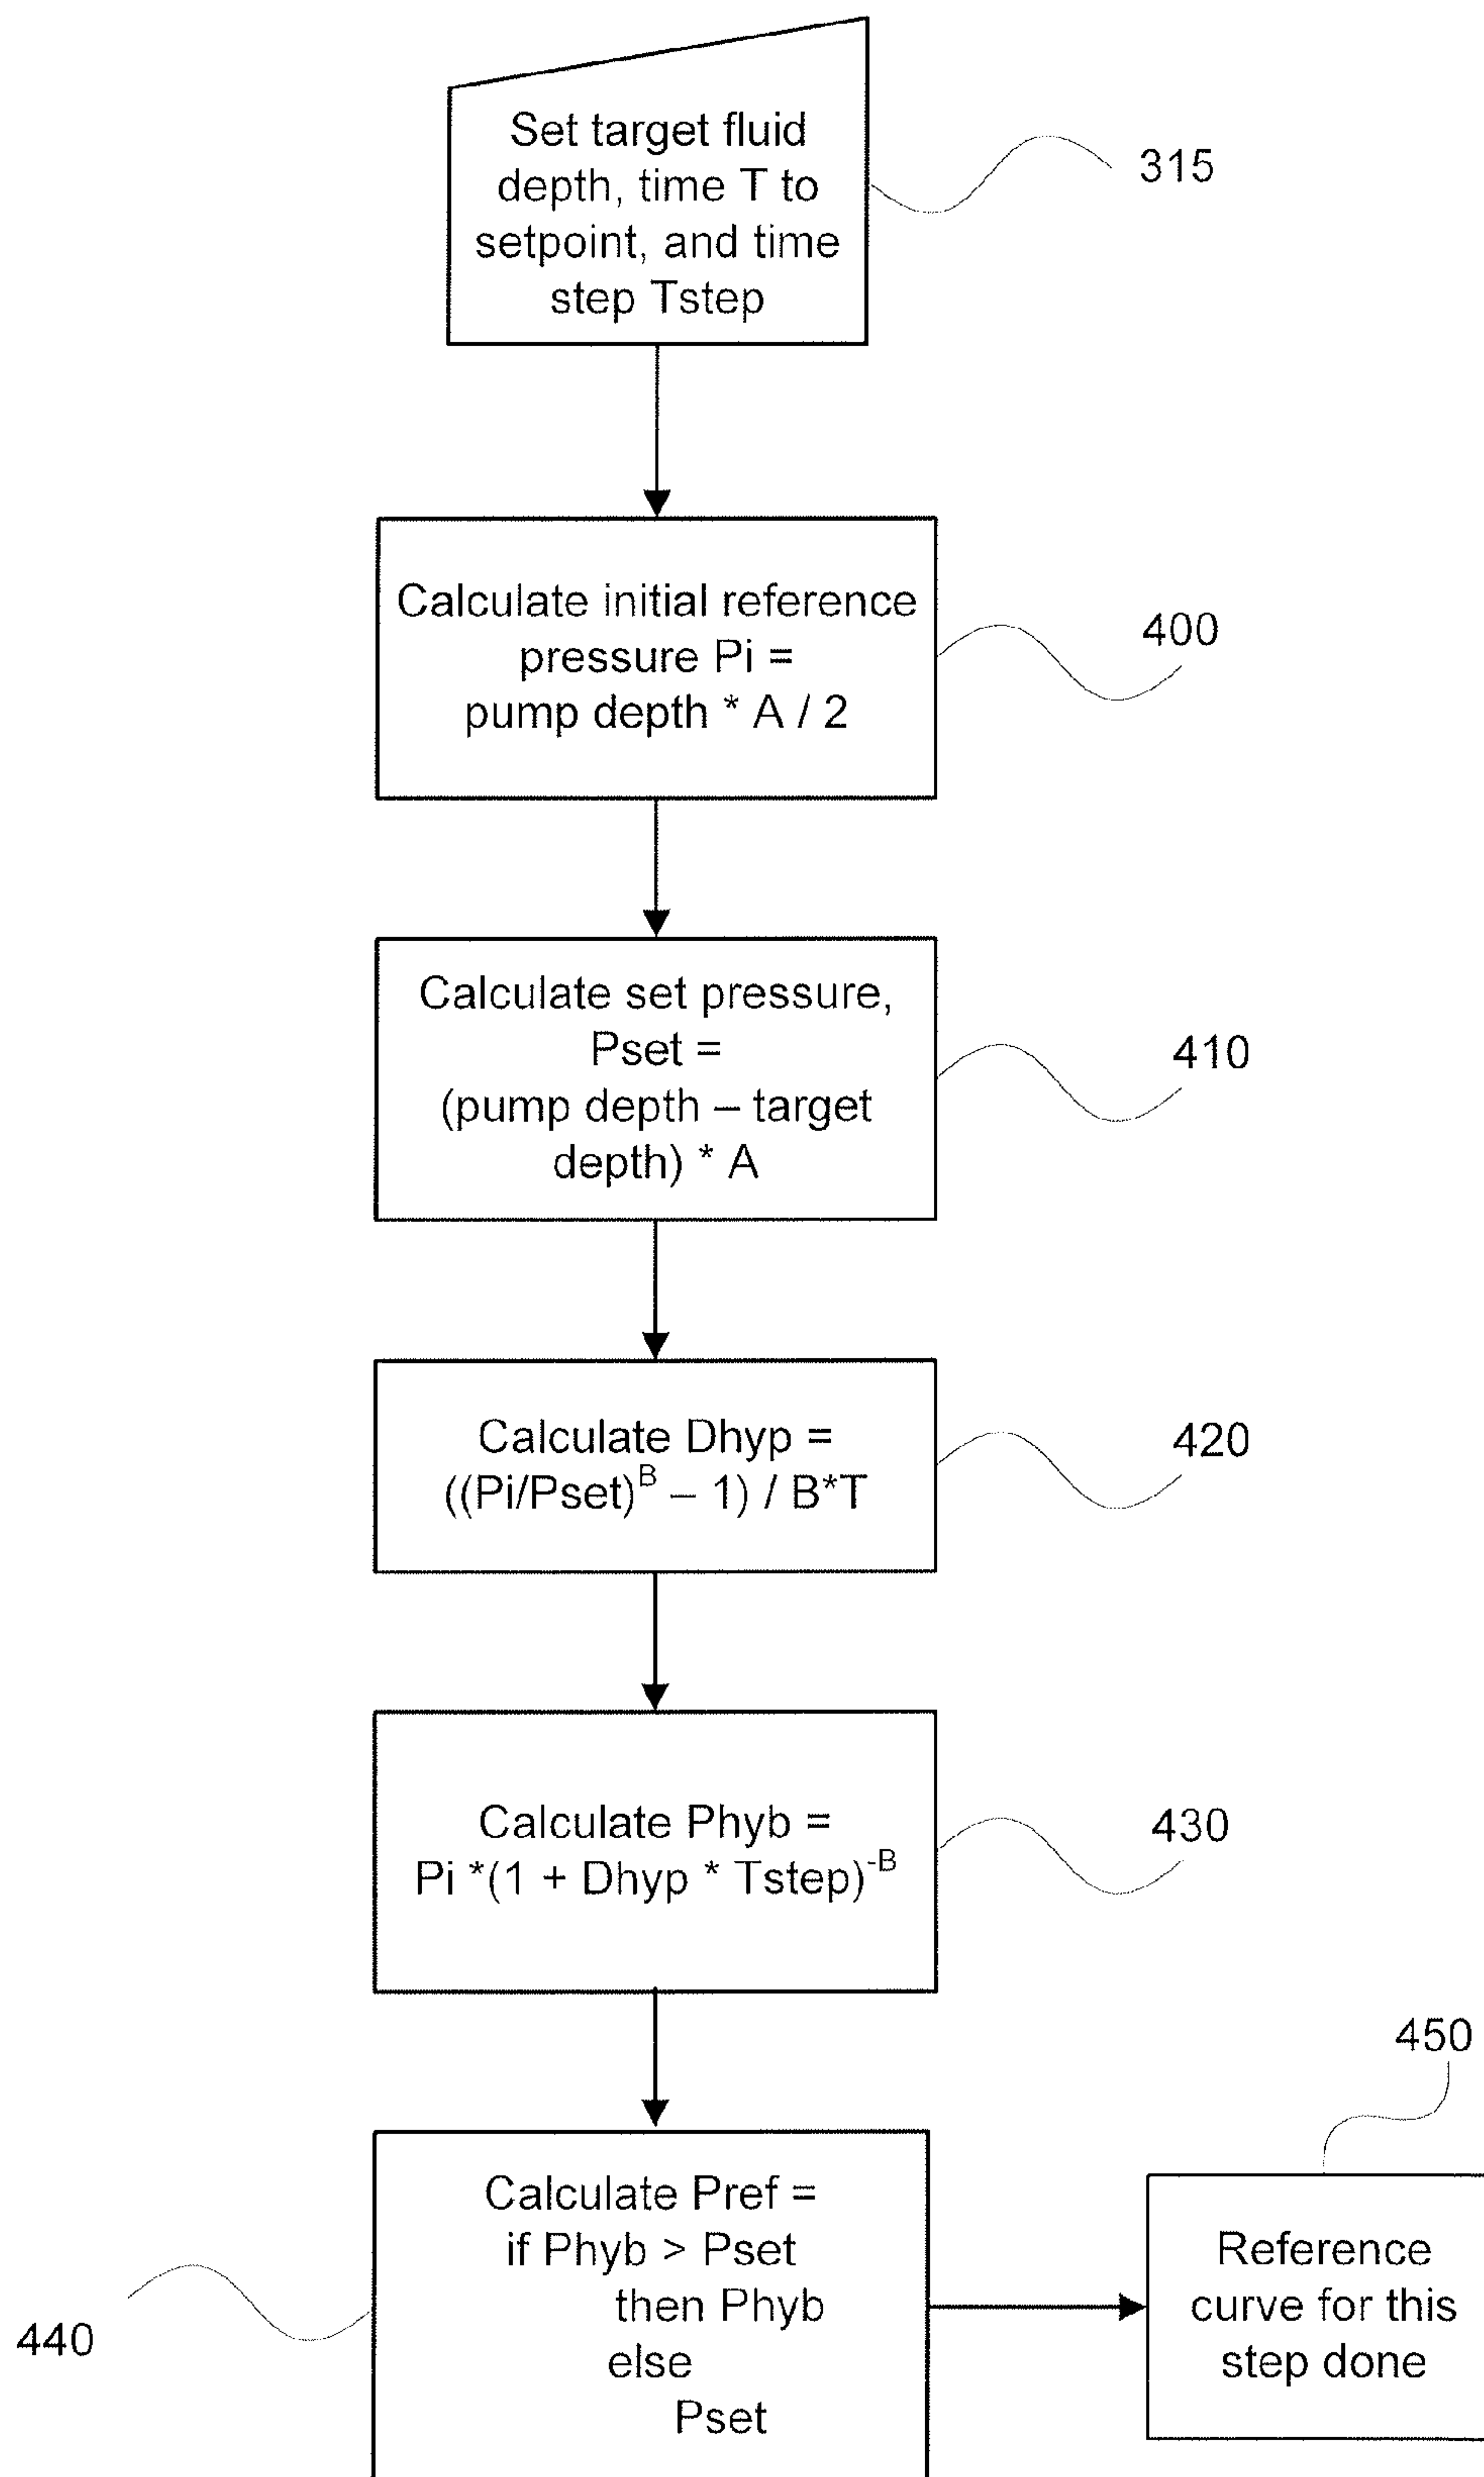 Set target fluid
depth, time T to
setpoint, and time
step Tstep
315
Calculate initial reference
pressure Pi =
pump depth * A / 2
400
Calculate set pressure,
Pset =
(pump depth – target
depth) * A
410
Calculate Dhyp =
((Pi/Pset)^B – 1) / B*T
420
Calculate Phyb =
Pi *(1 + Dhyp * Tstep)^-B
430
Calculate Pref =
if Phyb > Pset
then Phyb
else
Pset
440
450
Reference
curve for this
step done